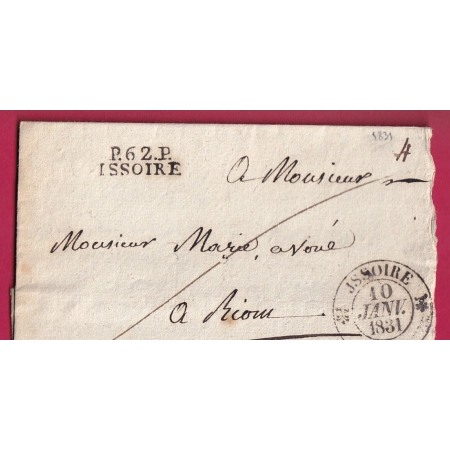 1831
4
P.62.P.
ISSOIRE
A Monsieur
Monsieur Marie, avoué
A Riom
ISSOIRE
10
JANV.
1831